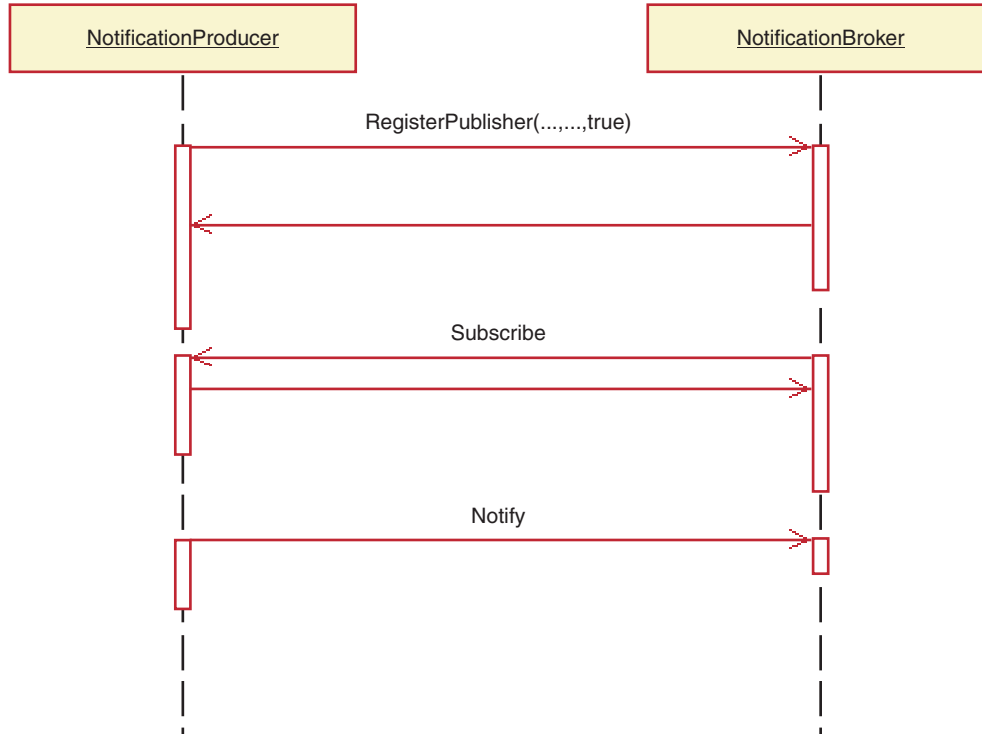 NotificationProducer
NotificationBroker
RegisterPublisher(...,...,true)
Subscribe
Notify